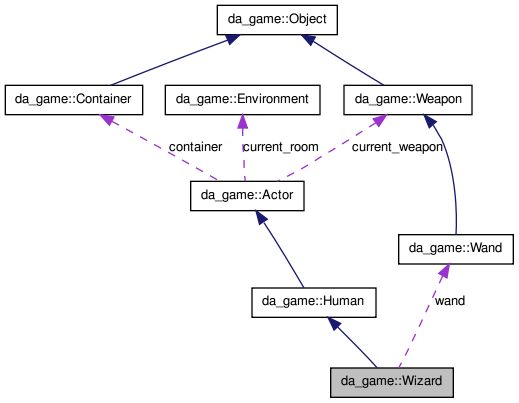 da_game::Object
da_game::Container
da_game::Environment
da_game::Weapon
container
current_room
current_weapon
da_game::Actor
da_game::Wand
da_game::Human
wand
da_game::Wizard